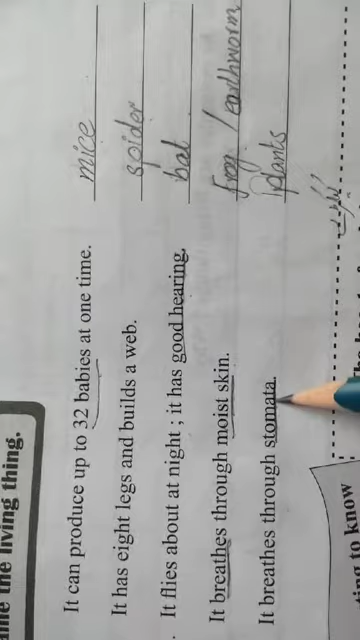 the living thing.
It can produce up to 32 babies at one time. mice
It has eight legs and builds a web. spider
It flies about at night ; it has good hearing. bat
It breathes through moist skin. frog / earthworm
It breathes through stomata. Plants
ting to know